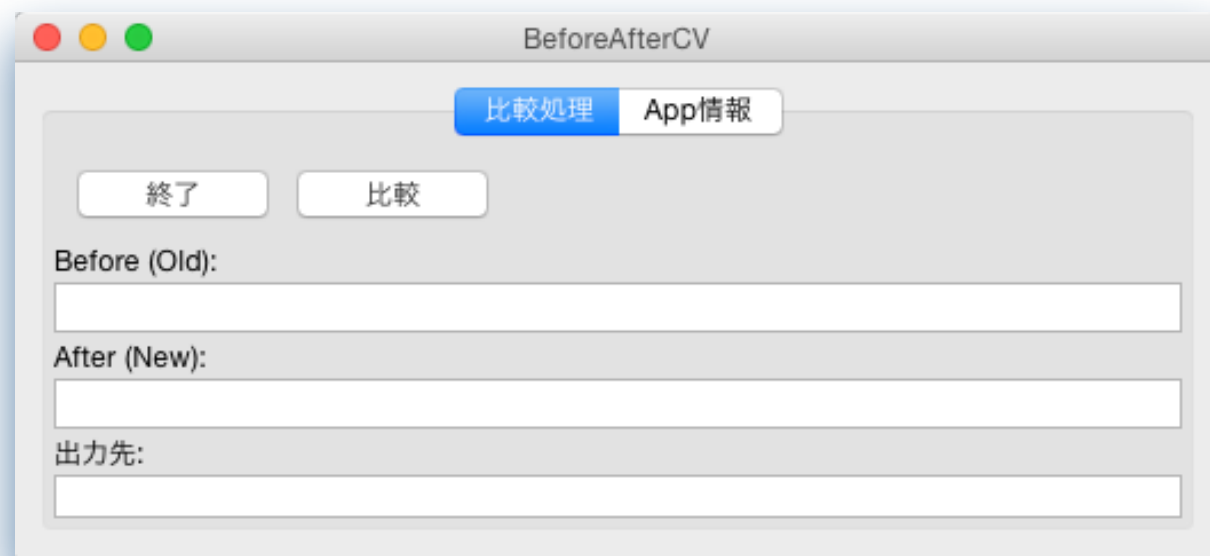 BeforeAfterCV
比較処理 App情報
終了 比較
Before (Old):
After (New):
出力先: